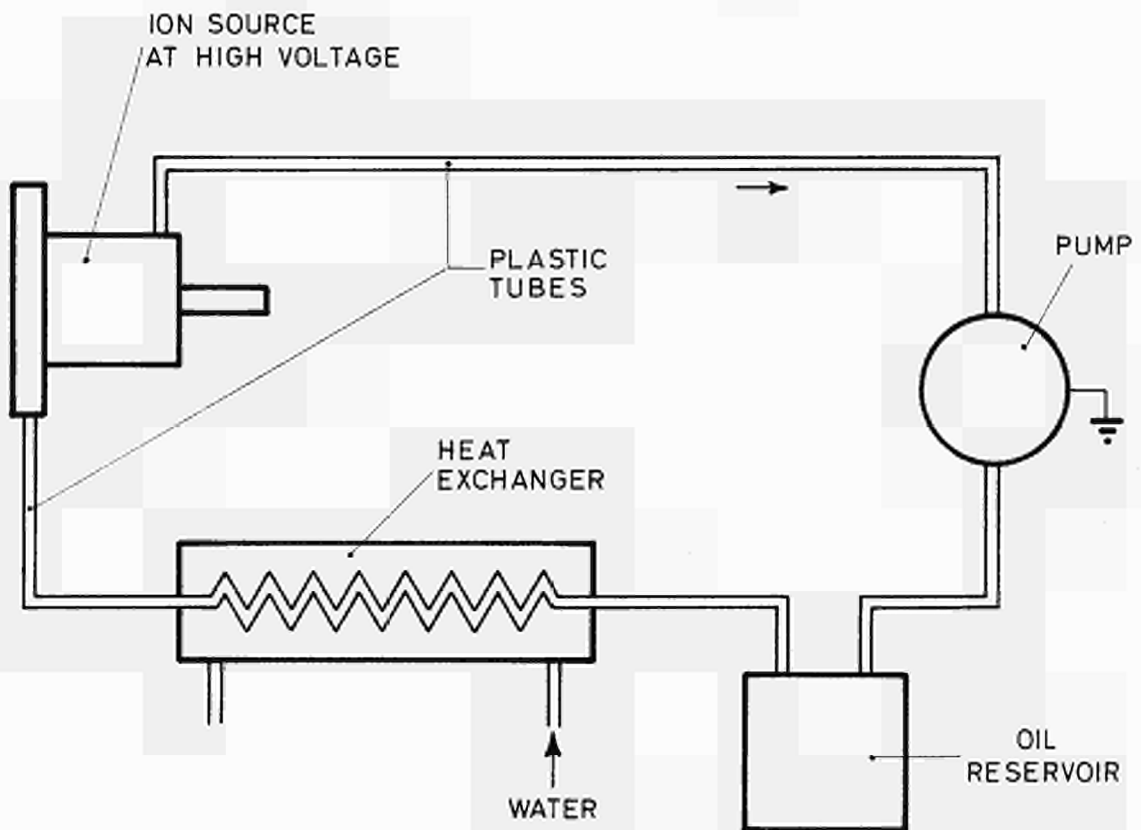 ION SOURCE
AT HIGH VOLTAGE
PLASTIC
TUBES
PUMP
HEAT
EXCHANGER
OIL
RESERVOIR
WATER